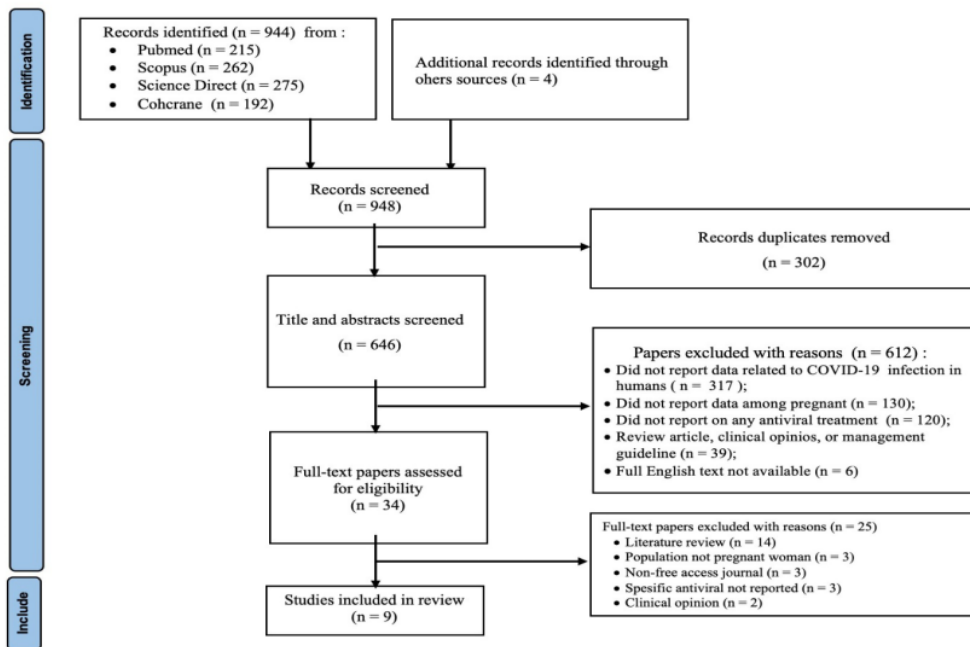 Identification
Records identified (n = 944) from :
• Pubmed (n = 215)
• Scopus (n = 262)
• Science Direct (n = 275)
• Cohcrane (n = 192)
Additional records identified through
ohers sources (n = 4)
Screening
Records screened
(n = 948)
Records duplicates removed
(n = 302)
Title and abstracts screened
(n = 646)
Papers excluded with reasons (n = 612) :
• Did not report data related to COVID-19 infection in
humans ( n = 317 );
• Did not report data among pregnant (n = 130);
• Did not report on any antiviral treatment (n = 120);
• Review article, clinical opinios, or management
guideline (n = 39);
• Full English text not available (n = 6)
Full-text papers assessed
for eligibility
(n = 34)
Full-text papers excluded with reasons (n = 25)
• Literature review (n = 14)
• Population not pregnant woman (n = 3)
• Non-free access journal (n = 3)
• Spesific antiviral not reported (n = 3)
• Clinical opinion (n = 2)
Include
Studies included in review
(n = 9)